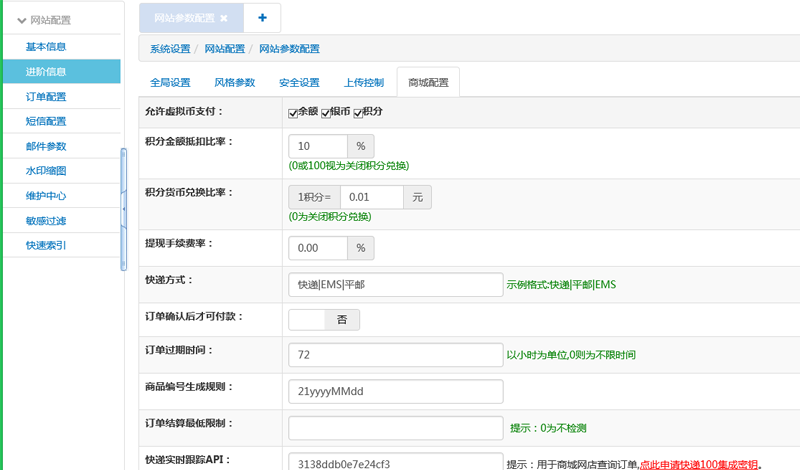 网站配置
基本信息
进阶信息
订单配置
短信配置
邮件参数
水印缩图
维护中心
敏感过滤
快速索引
网站参数配置 ✖ +
系统设置 / 网站配置 / 网站参数配置
全局设置 风格参数 安全设置 上传控制 商城配置
允许虚拟币支付： 余额 银币 积分
积分金额抵扣比率： 10 %
(0或100视为关闭积分兑换)
积分货币兑换比率： 1积分= 0.01 元
(0为关闭积分兑换)
提现手续费率： 0.00 %
快递方式： 快递|EMS|平邮 示例格式:快递|平邮|EMS
订单确认后才可付款： 否
订单过期时间： 72 以小时为单位,0则为不限时间
商品编号生成规则： 21yyyyMMdd
订单结算最低限制： 提示：0为不检测
快递实时跟踪API： 3138ddb0e7e24cf3 提示：用于商城网店查询订单,点此申请快递100集成密钥。